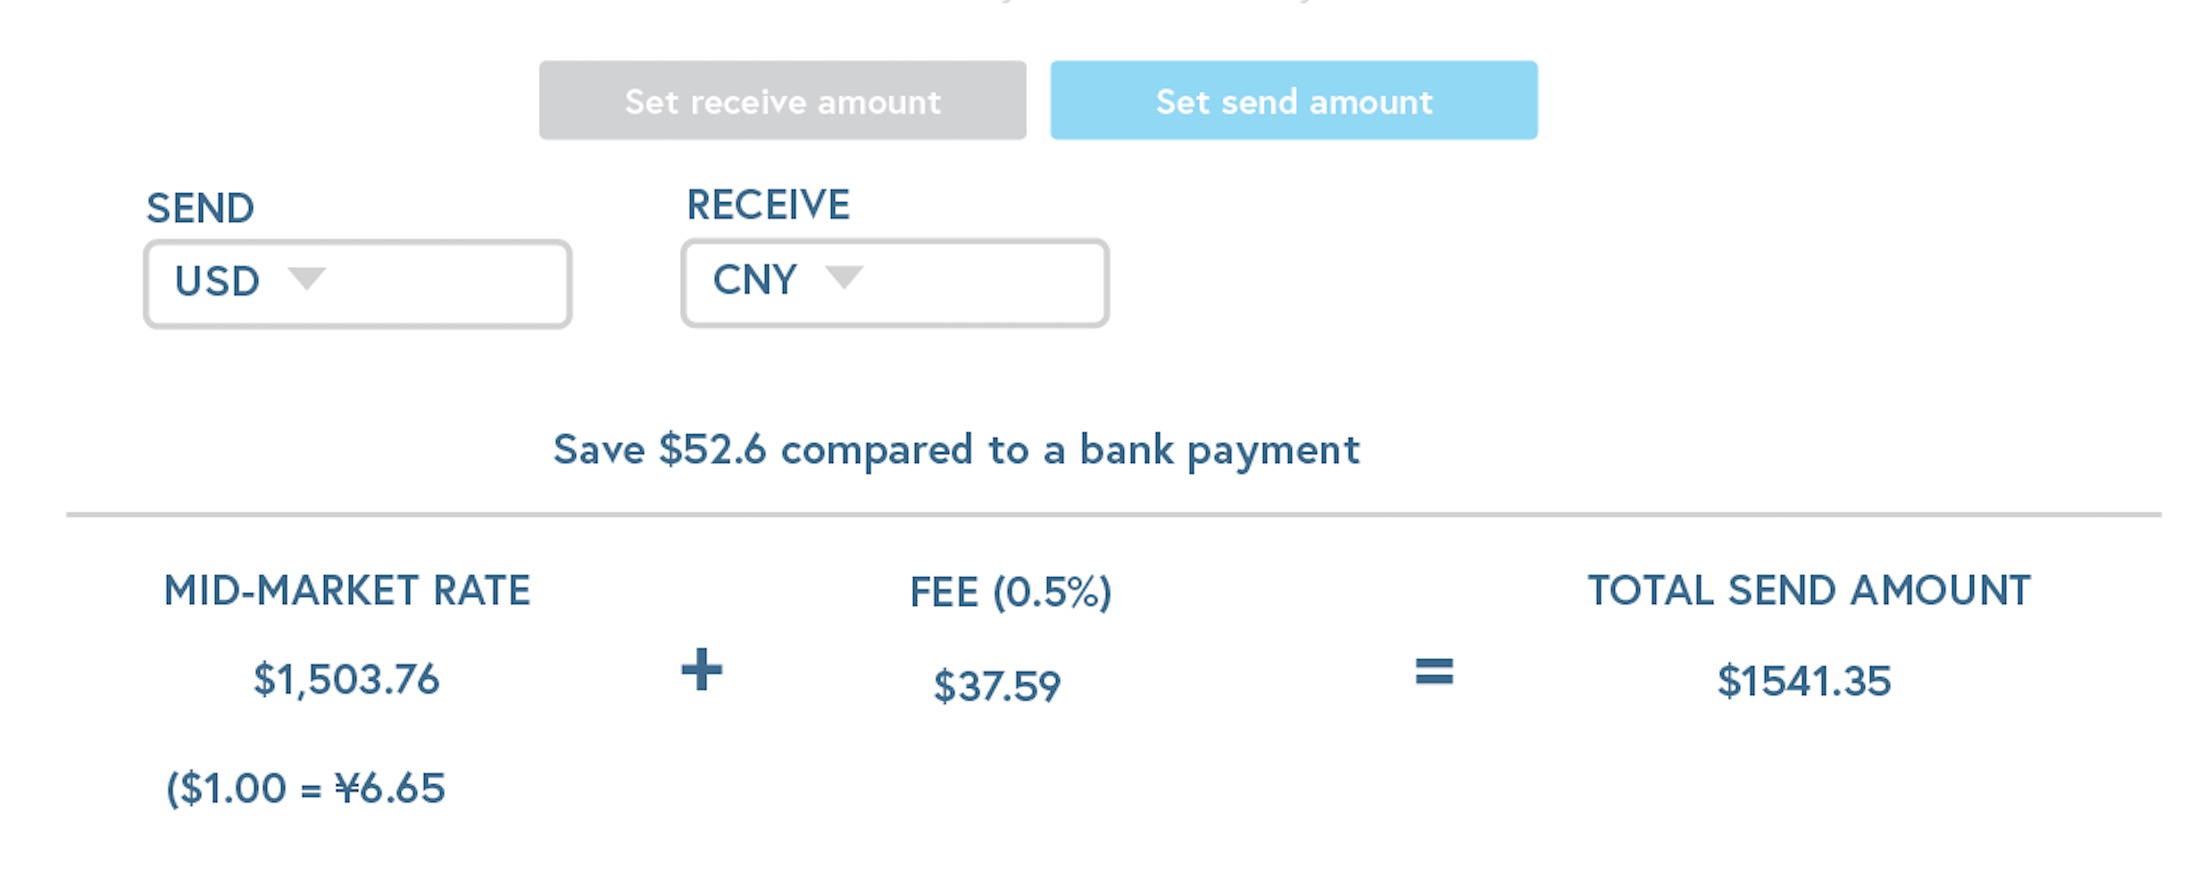 Set receive amount
Set send amount
SEND
RECEIVE
USD
CNY
Save $52.6 compared to a bank payment
MID-MARKET RATE
FEE (0.5%)
TOTAL SEND AMOUNT
$1,503.76
+
$37.59
=
$1541.35
($1.00 = ¥6.65